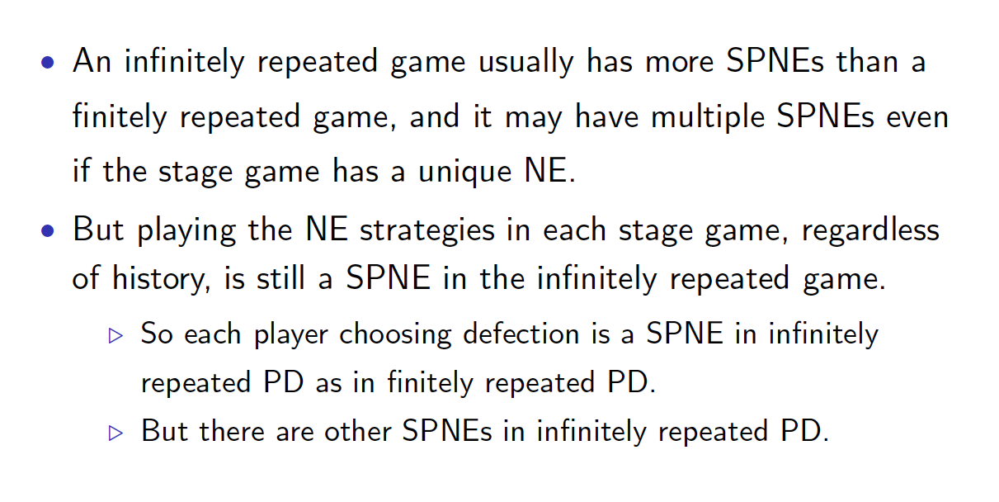 • An infinitely repeated game usually has more SPNEs than a
finitely repeated game, and it may have multiple SPNEs even
if the stage game has a unique NE.
• But playing the NE strategies in each stage game, regardless
of history, is still a SPNE in the infinitely repeated game.
▷ So each player choosing defection is a SPNE in infinitely
repeated PD as in finitely repeated PD.
▷ But there are other SPNEs in infinitely repeated PD.